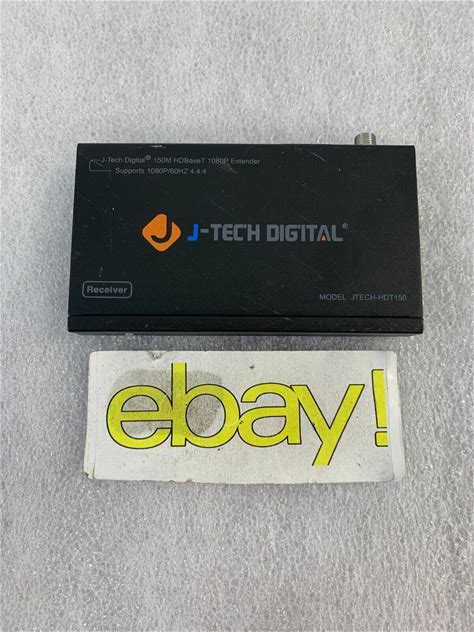 J-Tech Digital® 150M HDBaseT 1080P Extender
Supports 1080P/60HZ 4:4:4
J-TECH DIGITAL®
Receiver
MODEL: JTECH-HDT150
ebay!